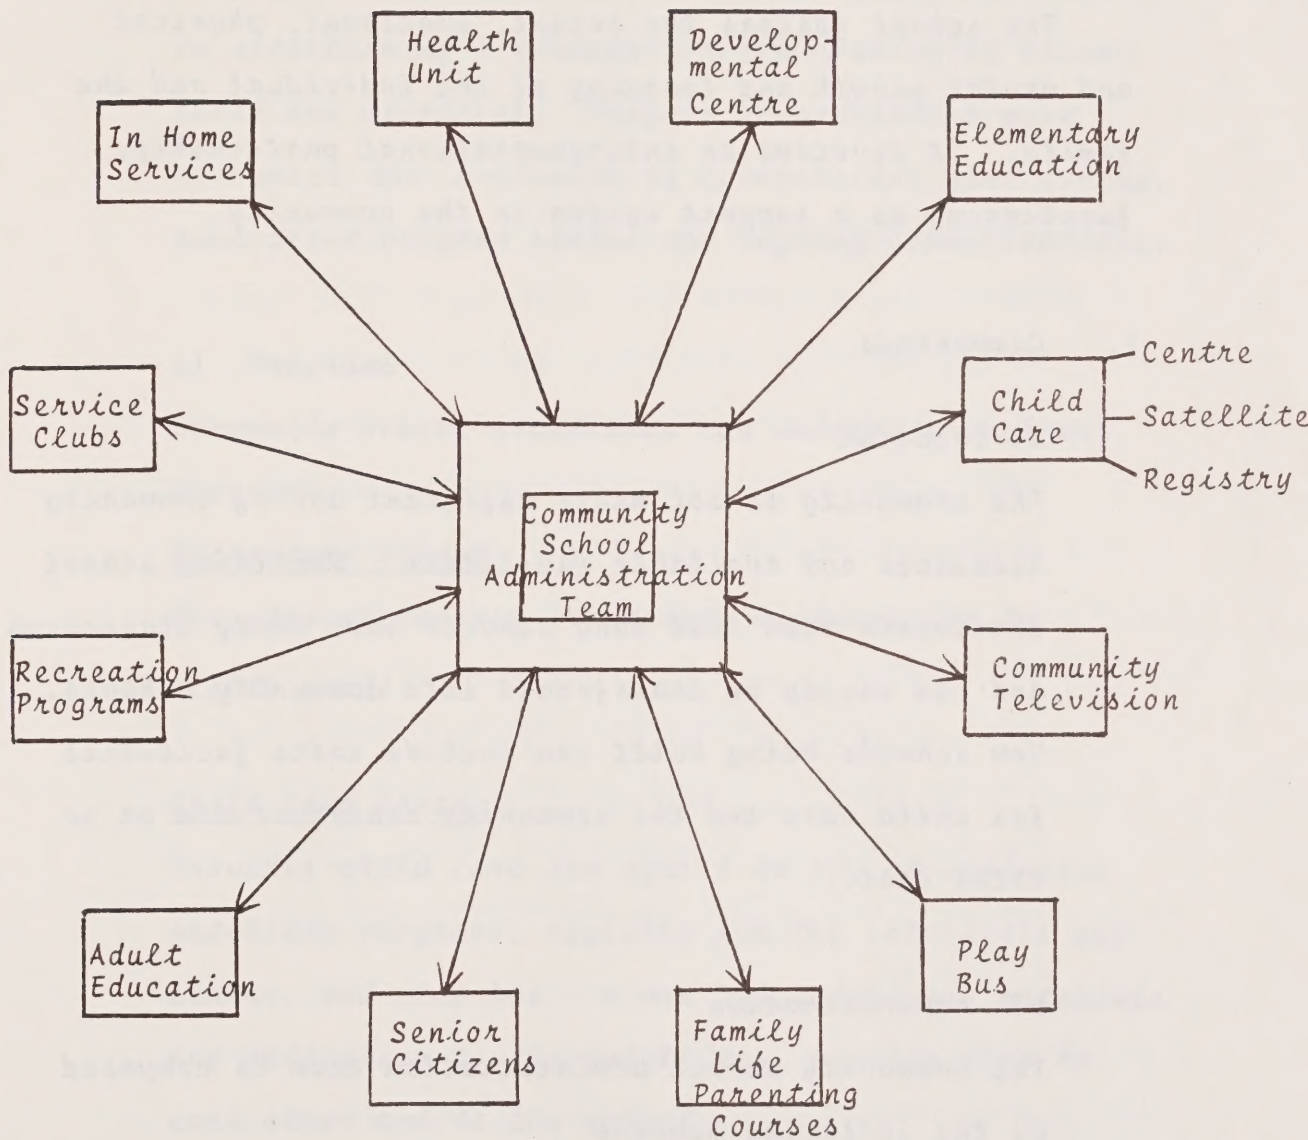 Health
Unit
Develop-
mental
Centre
In Home
Services
Elementary
Education
Service
Clubs
Child
Care
Centre
Satellite
Registry
Community
School
Administration
Team
Recreation
Programs
Community
Television
Adult
Education
Senior
Citizens
Family
Life
Parenting
Courses
Play
Bus